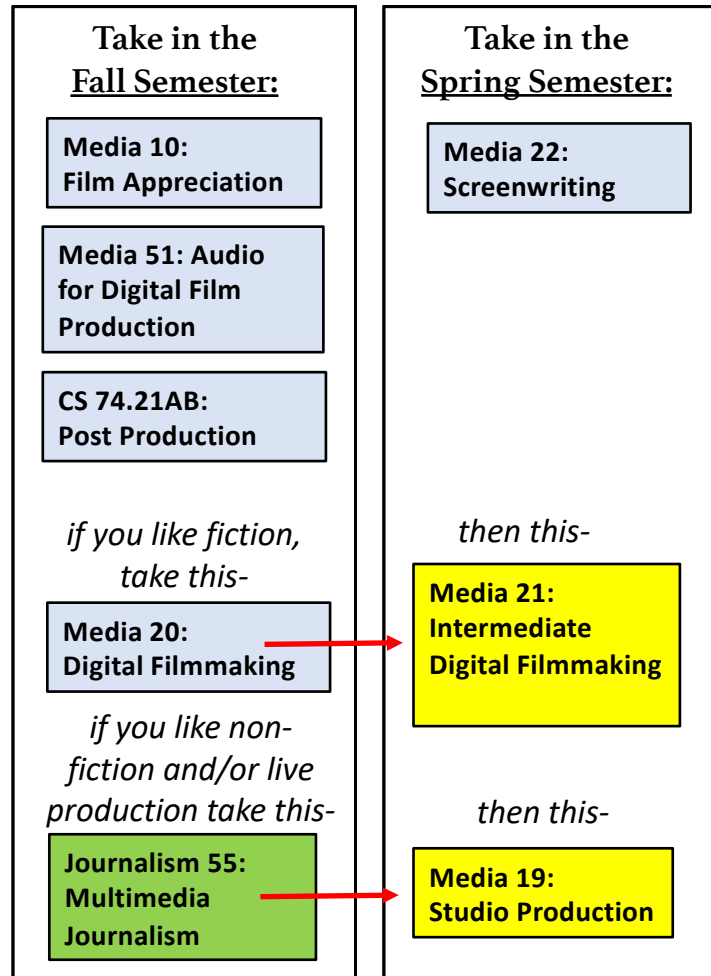 Take in the
Fall Semester:
Media 10:
Film Appreciation
Media 51: Audio
for Digital Film
Production
CS 74.21AB:
Post Production
if you like fiction,
take this-
Media 20:
Digital Filmmaking
if you like non-
fiction and/or live
production take this-
Journalism 55:
Multimedia
Journalism
Take in the
Spring Semester:
Media 22:
Screenwriting
then this-
Media 21:
Intermediate
Digital Filmmaking
then this-
Media 19:
Studio Production